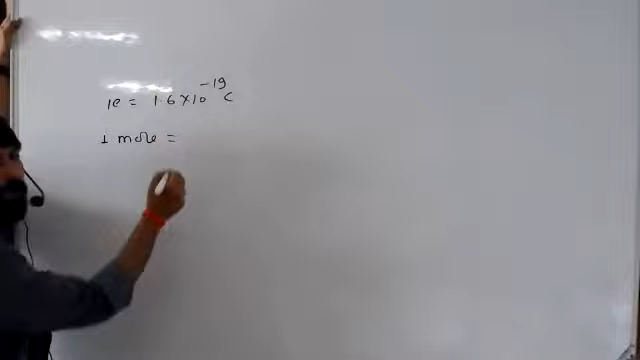 1e = 1.6 × 10⁻¹⁹ C
1 mole =